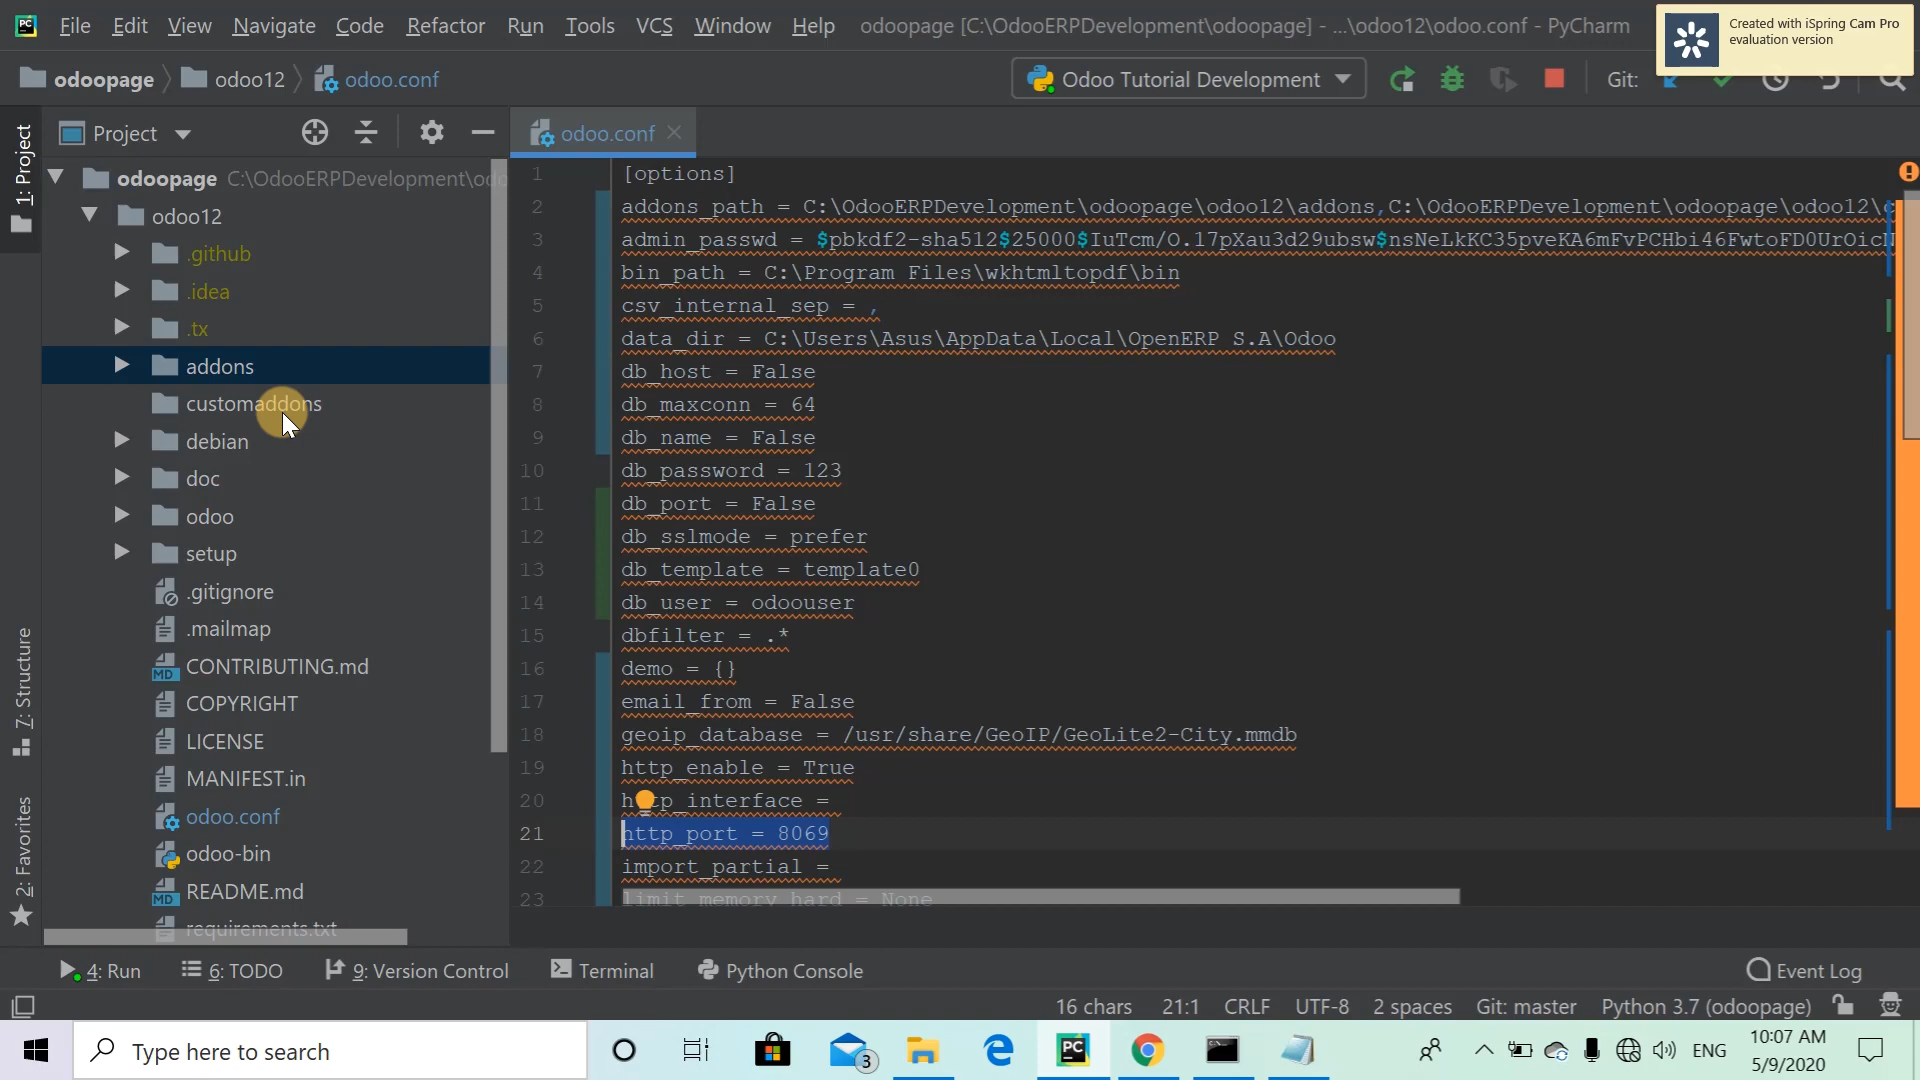 File Edit View Navigate Code Refactor Run Tools VCS Window Help odoopage [C:\OdooERPDevelopment\odoopage] - ...\odoo12\odoo.conf - PyCharm
Created with iSpring Cam Pro
evaluation version
odoopage odoo12 odoo.conf Odoo Tutorial Development Git:
1: Project
Project
odoo.conf
odoopage C:\OdooERPDevelopment\odo
odoo12
.github
.idea
.tx
addons
customaddons
debian
doc
odoo
setup
.gitignore
.mailmap
CONTRIBUTING.md
COPYRIGHT
LICENSE
MANIFEST.in
odoo.conf
odoo-bin
README.md
requirements.txt
7: Structure
2: Favorites
1 [options]
2 addons_path = C:\OdooERPDevelopment\odoopage\odoo12\addons,C:\OdooERPDevelopment\odoopage\odoo12\c
3 admin_passwd = $pbkdf2-sha512$25000$IuTcm/O.17pXau3d29ubsw$nsNeLkKC35pveKA6mFvPCHbi46FwtoFD0UrOicN
4 bin_path = C:\Program Files\wkhtmltopdf\bin
5 csv_internal_sep = ,
6 data_dir = C:\Users\Asus\AppData\Local\OpenERP S.A\Odoo
7 db_host = False
8 db_maxconn = 64
9 db_name = False
10 db_password = 123
11 db_port = False
12 db_sslmode = prefer
13 db_template = template0
14 db_user = odoouser
15 dbfilter = .*
16 demo = {}
17 email_from = False
18 geoip_database = /usr/share/GeoIP/GeoLite2-City.mmdb
19 http_enable = True
20 http_interface =
21 http_port = 8069
22 import_partial =
23 limit_memory_hard = None
4: Run 6: TODO 9: Version Control Terminal Python Console Event Log
16 chars 21:1 CRLF UTF-8 2 spaces Git: master Python 3.7 (odoopage)
Type here to search
3
ENG
10:07 AM
5/9/2020